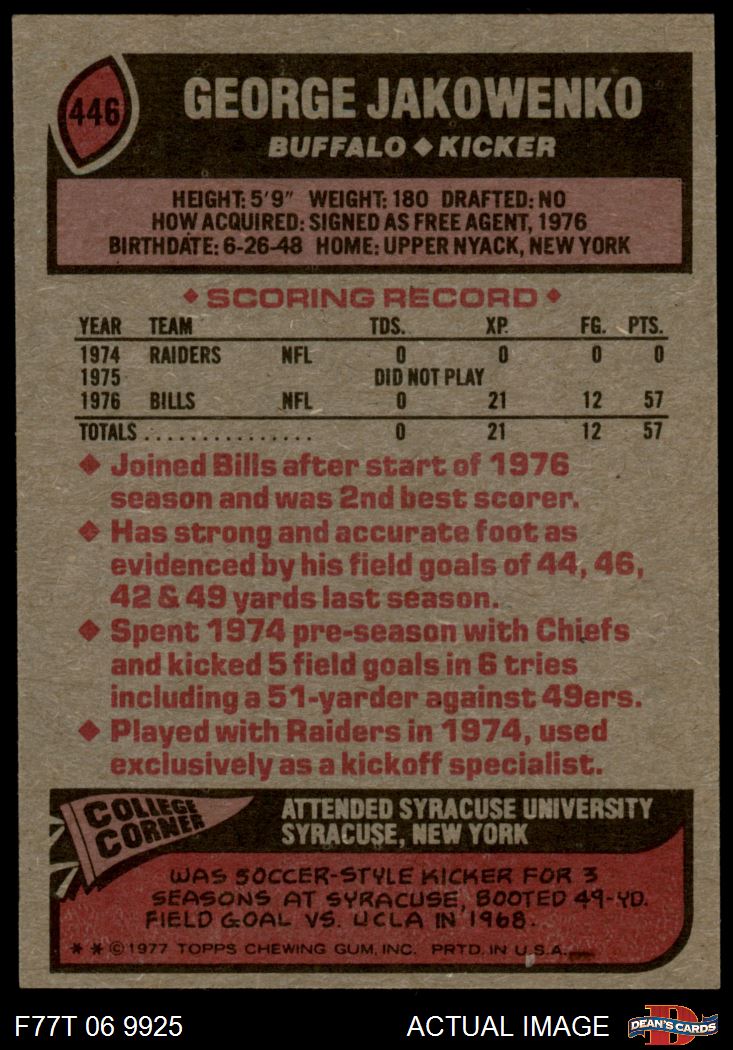 446
GEORGE JAKOWENKO
BUFFALO ◆ KICKER
HEIGHT: 5'9" WEIGHT: 180 DRAFTED: NO
HOW ACQUIRED: SIGNED AS FREE AGENT, 1976
BIRTHDATE: 6-26-48 HOME: UPPER NYACK, NEW YORK
◆ SCORING RECORD ◆
YEAR TEAM TDS. XP. FG. PTS.
1974 RAIDERS NFL 0 0 0 0
1975 DID NOT PLAY
1976 BILLS NFL 0 21 12 57
TOTALS ............... 0 21 12 57
◆ Joined Bills after start of 1976
season and was 2nd best scorer.
◆ Has strong and accurate foot as
evidenced by his field goals of 44, 46,
42 & 49 yards last season.
◆ Spent 1974 pre-season with Chiefs
and kicked 5 field goals in 6 tries
including a 51-yarder against 49ers.
◆ Played with Raiders in 1974, used
exclusively as a kickoff specialist.
COLLEGE
CORNER
ATTENDED SYRACUSE UNIVERSITY
SYRACUSE, NEW YORK
WAS SOCCER-STYLE KICKER FOR 3
SEASONS AT SYRACUSE, BOOTED 49-YD.
FIELD GOAL VS. UCLA IN 1968.
* * © 1977 TOPPS CHEWING GUM, INC. PRTD. IN U.S.A.
F77T 06 9925 ACTUAL IMAGE
D
DEAN'S CARDS